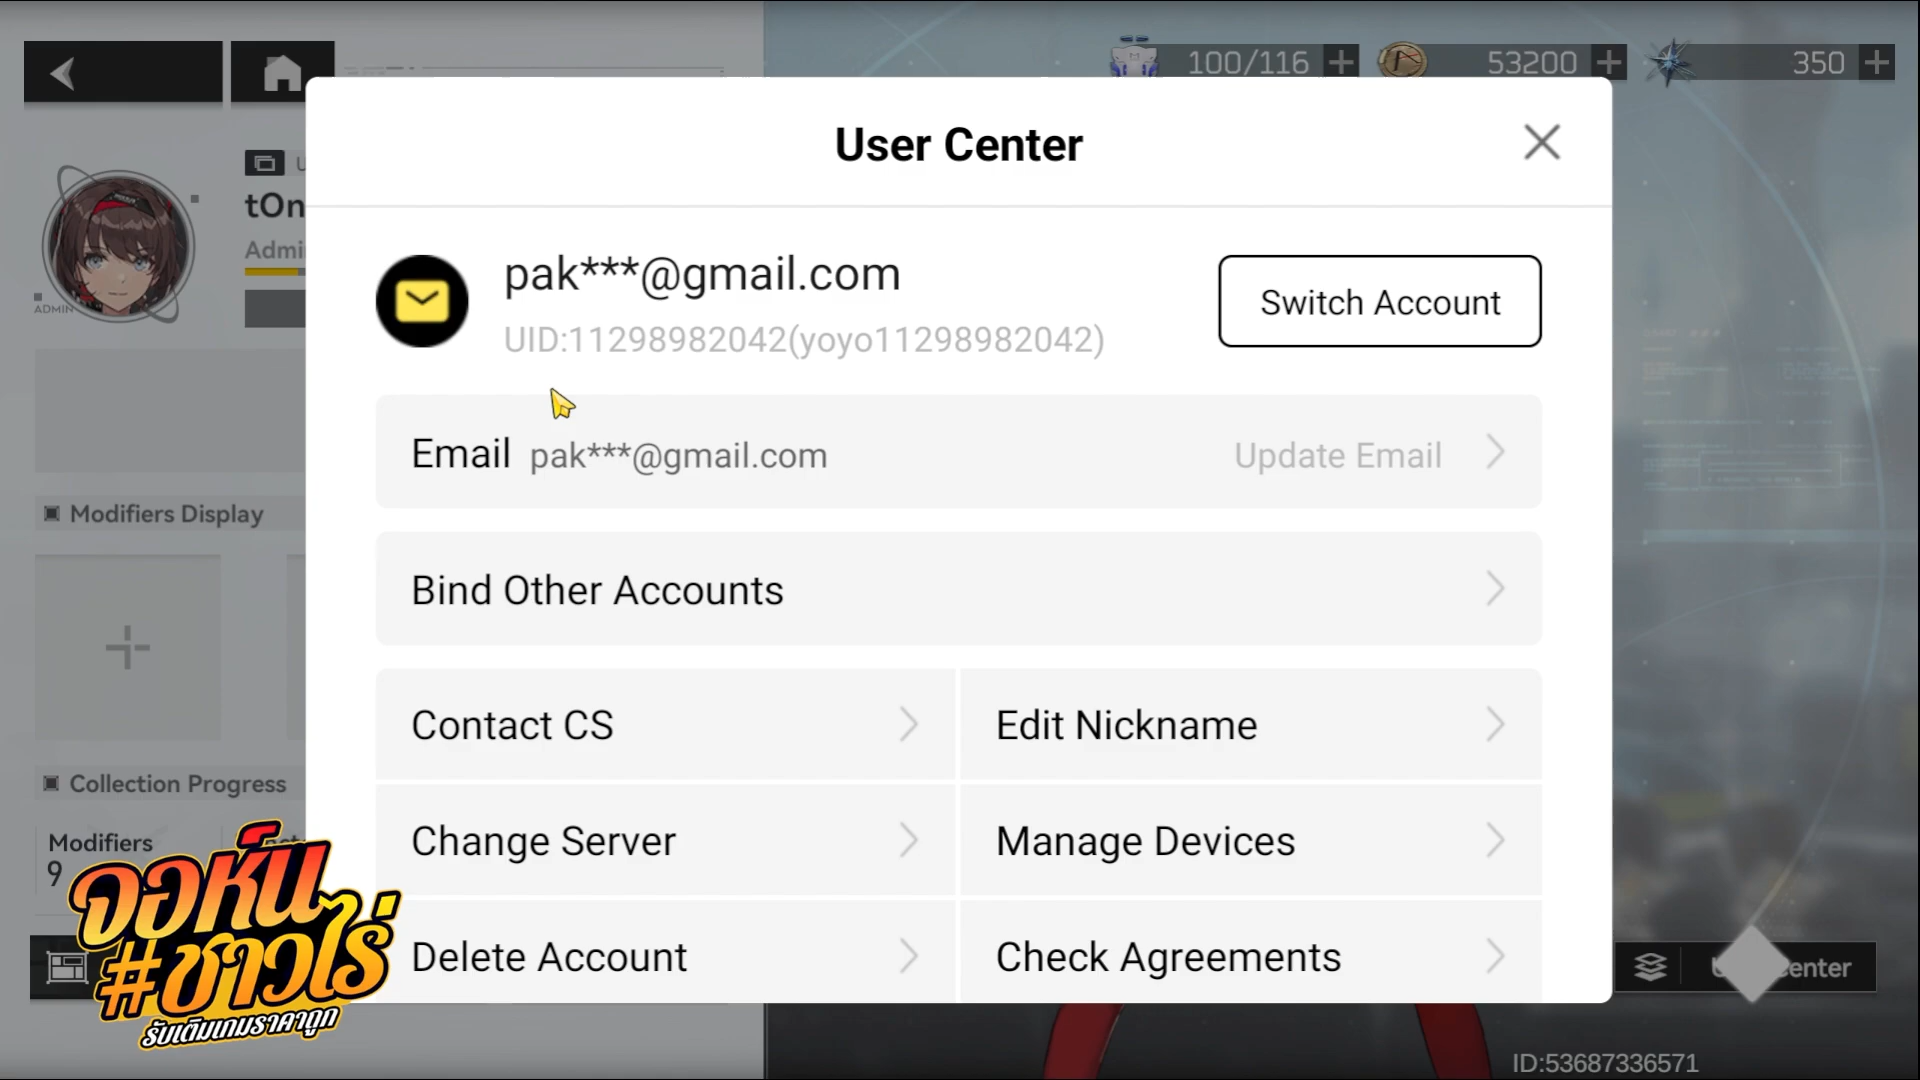 100/116
53200
350
User Center
ADMIN
tOn
Admi
pak***@gmail.com
UID:11298982042(yoyo11298982042)
Switch Account
Email pak***@gmail.com
Update Email
Bind Other Accounts
Modifiers Display
Contact CS
Edit Nickname
Collection Progress
Modifiers
9
Change Server
Manage Devices
Delete Account
Check Agreements
จอหัน
#ชาวไร่
รับเติมเกมราคาถูก
enter
ID:53687336571